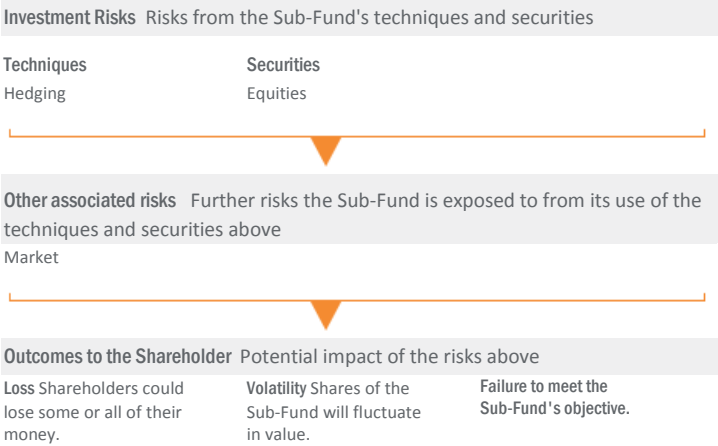 Investment Risks Risks from the Sub-Fund's techniques and securities
Techniques
Securities
Hedging
Equities
Other associated risks Further risks the Sub-Fund is exposed to from its use of the
techniques and securities above
Market
Outcomes to the Shareholder Potential impact of the risks above
Loss Shareholders could
lose some or all of their
money.
Volatility Shares of the
Sub-Fund will fluctuate
in value.
Failure to meet the
Sub-Fund's objective.